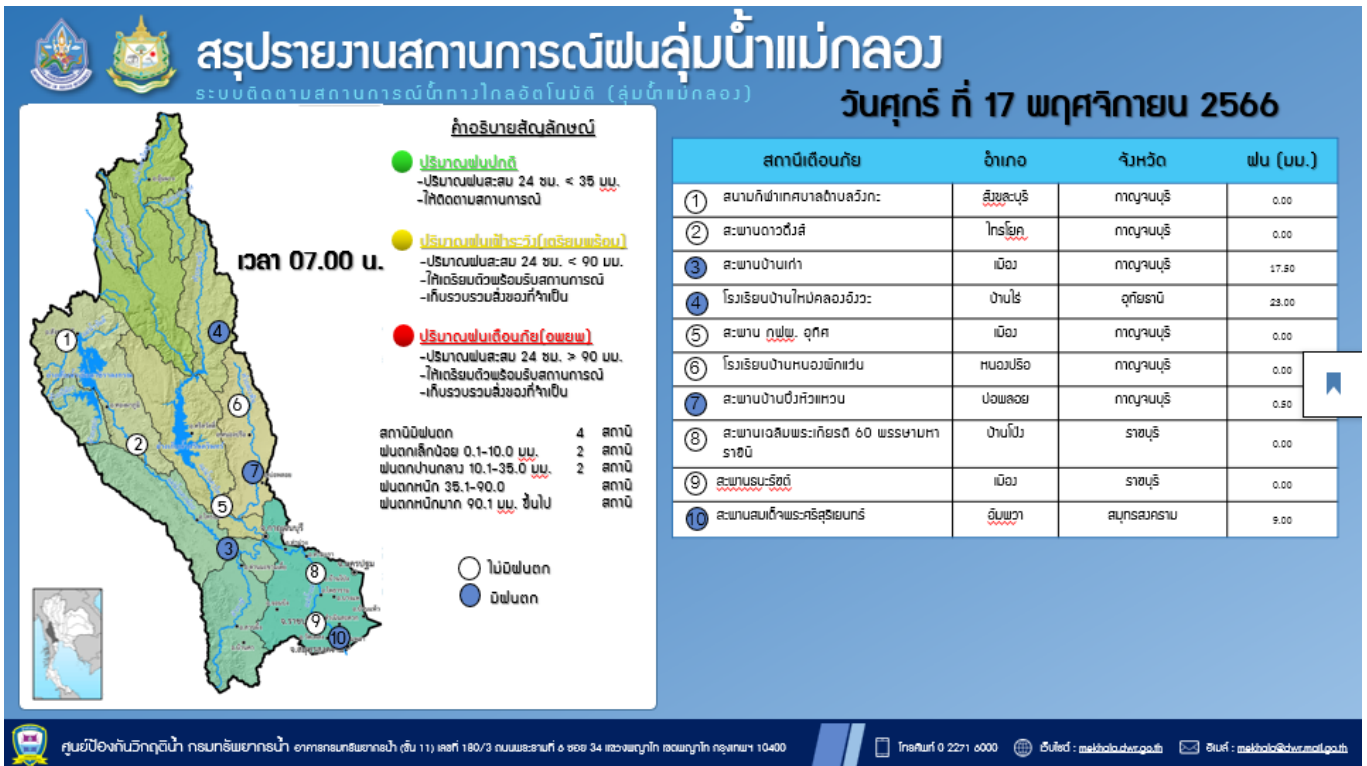 สรุปรายงานสถานการณ์ฝนลุ่มน้ำแม่กลอง
ระบบติดตามสถานการณ์น้ำทางไกลอัตโนมัติ (ลุ่มน้ำแม่กลอง)
วันศุกร์ ที่ 17 พฤศจิกายน 2566
เวลา 07.00 น.
คำอธิบายสัญลักษณ์
ปริมาณฝนปกติ
-ปริมาณฝนสะสม 24 ชม. < 35 มม.
-ให้ติดตามสถานการณ์
ปริมาณฝนเฝ้าระวัง(เตรียมพร้อม)
-ปริมาณฝนสะสม 24 ชม. < 90 มม.
-ให้เตรียมตัวพร้อมรับสถานการณ์
-เก็บรวบรวมสิ่งของที่จำเป็น
ปริมาณฝนเตือนภัย(อพยพ)
-ปริมาณฝนสะสม 24 ชม. > 90 มม.
-ให้เตรียมตัวพร้อมรับสถานการณ์
-เก็บรวบรวมสิ่งของที่จำเป็น
สถานีมีฝนตก 4 สถานี
ฝนตกเล็กน้อย 0.1-10.0 มม. 2 สถานี
ฝนตกปานกลาง 10.1-35.0 มม. 2 สถานี
ฝนตกหนัก 35.1-90.0 สถานี
ฝนตกหนักมาก 90.1 มม. ขึ้นไป สถานี
ไม่มีฝนตก
มีฝนตก
1
4
6
2
7
5
3
8
9
10
สถานีเตือนภัย อำเภอ จังหวัด ฝน (มม.)
1 สนามกีฬาเทศบาลตำบลวังกะ สังขละบุรี กาญจนบุรี 0.00
2 สะพานดาวดึงส์ ไทรโยค กาญจนบุรี 0.00
3 สะพานบ้านเก่า เมือง กาญจนบุรี 17.50
4 โรงเรียนบ้านใหม่คลองอังวะ บ้านไร่ อุทัยธานี 23.00
5 สะพาน กฟผ. อุทิศ เมือง กาญจนบุรี 0.00
6 โรงเรียนบ้านหนองผักแว่น หนองปรือ กาญจนบุรี 0.00
7 สะพานบ้านบึงหัวแหวน บ่อพลอย กาญจนบุรี 0.50
8 สะพานเฉลิมพระเกียรติ 60 พรรษามหา
ราชินี บ้านโป่ง ราชบุรี 0.00
9 สะพานธนะรัชต์ เมือง ราชบุรี 0.00
10 สะพานสมเด็จพระศรีสุริเยนทร์ อัมพวา สมุทรสงคราม 9.00
ศูนย์ป้องกันวิกฤติน้ำ กรมทรัพยากรน้ำ อาคารกรมทรัพยากรน้ำ (ชั้น 11) เลขที่ 180/3 ถนนพระรามที่ 6 ซอย 34 แขวงพญาไท เขตพญาไท กรุงเทพฯ 10400
โทรศัพท์ 0 2271 6000 เว็บไซต์ : mekhala.dwr.go.th อีเมล์ : mekhala@dwr.mail.go.th